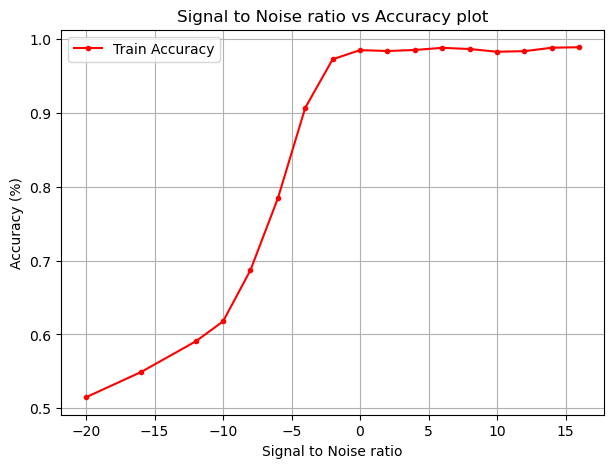 Signal to Noise ratio vs Accuracy plot
Train Accuracy
1.0
0.9
0.8
0.7
0.6
0.5
Accuracy (%)
−20 −15 −10 −5 0 5 10 15
Signal to Noise ratio